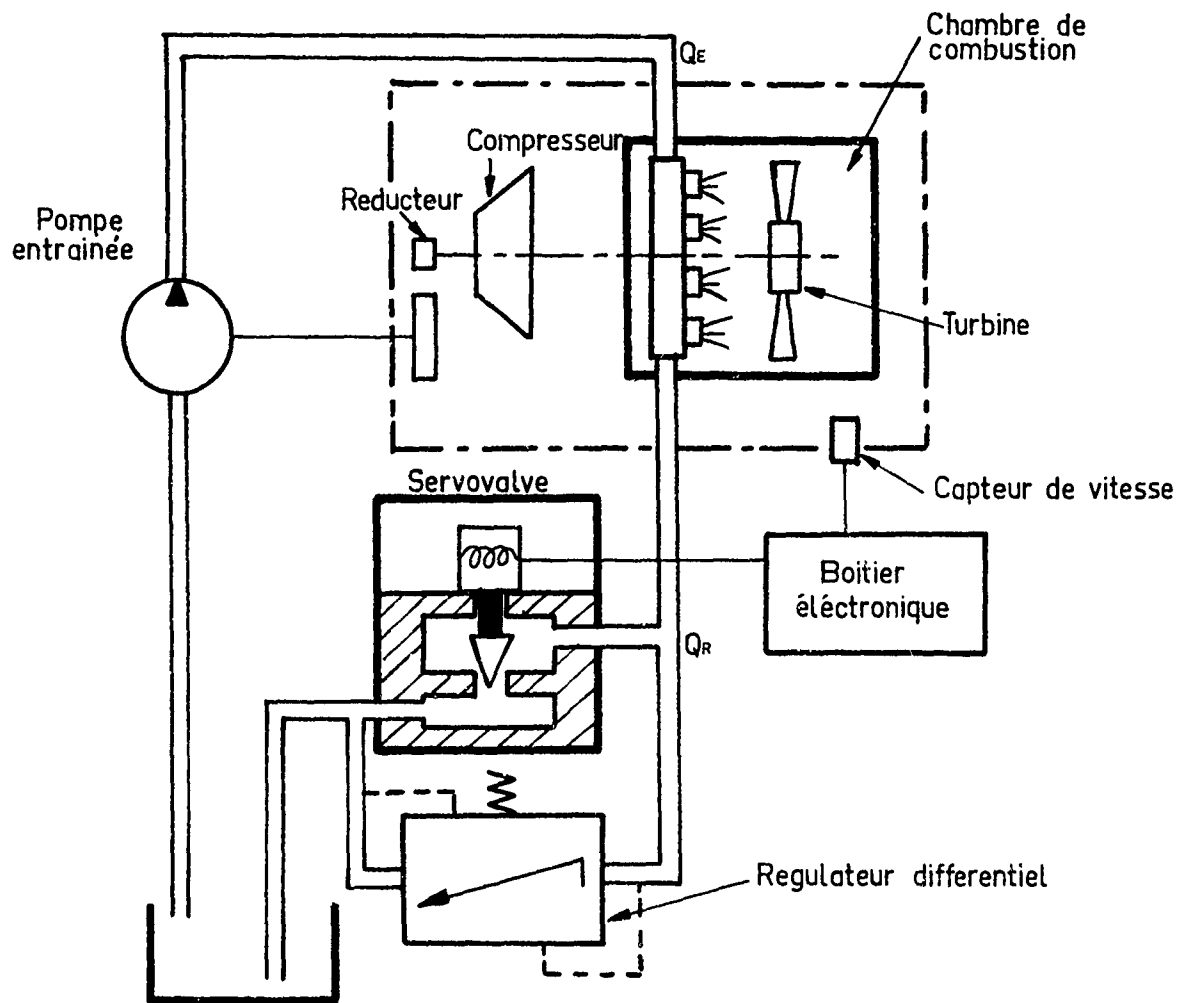 Chambre de
combustion
QE
Compresseur
Reducteur
Pompe
entrainée
Turbine
Capteur de vitesse
Servovalve
Boitier
éléctronique
QR
Regulateur differentiel